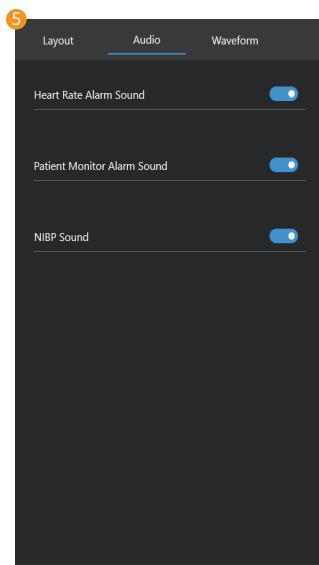 5
Layout Audio Waveform
Heart Rate Alarm Sound
Patient Monitor Alarm Sound
NIBP Sound